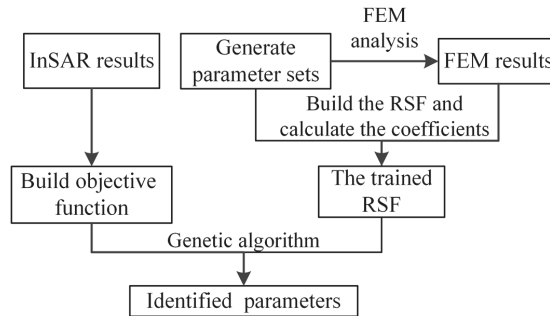 FEM
analysis
InSAR results
Generate
parameter sets
FEM results
Build the RSF and
calculate the coefficients
Build objective
function
The trained
RSF
Genetic algorithm
Identified parameters